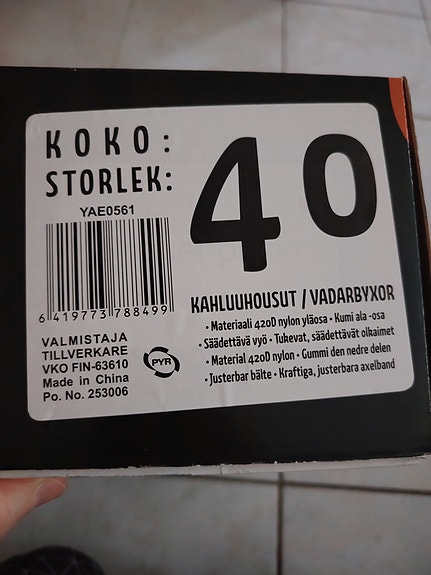 KOKO:
STORLEK:
40
YAE0561
6 419773 788499
KAHLUUHOUSUT / VADARBYXOR
• Materiaali 420D nylon yläosa • Kumi ala -osa
• Säädettävä vyö • Tukevat, säädettävät olkaimet
• Material 420D nylon • Gummi den nedre delen
• Justerbar bälte • Kraftiga, justerbara axelband
VALMISTAJA
TILLVERKARE
VKO FIN-63610
Made in China
Po. No. 253006
PYR